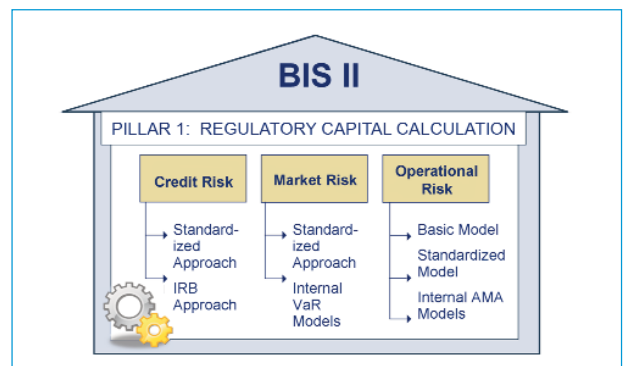 BIS II
PILLAR 1: REGULATORY CAPITAL CALCULATION
Credit Risk
Standard-
ized
Approach
IRB
Approach
Market Risk
Standard-
ized
Approach
Internal
VaR
Models
Operational
Risk
Basic Model
Standardized
Model
Internal AMA
Models